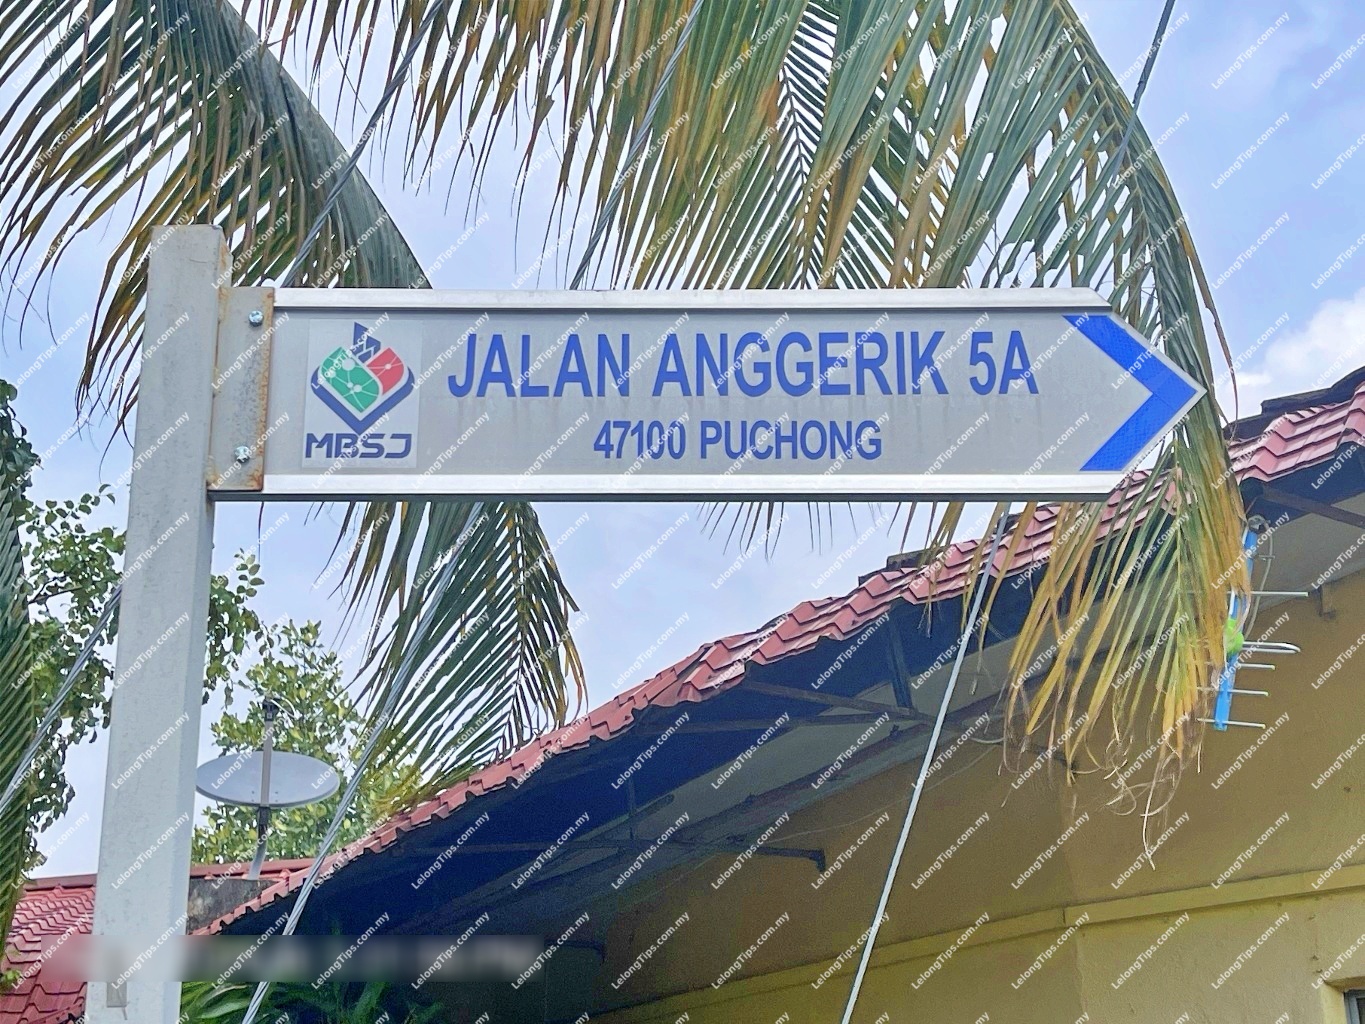 JALAN ANGGERIK 5A
47100 PUCHONG
MBSJ
LelongTips.com.my